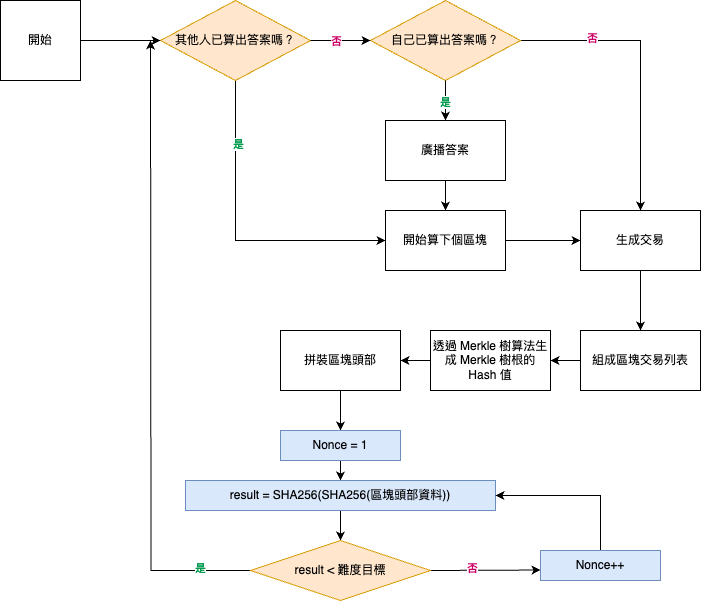 開始
其他人已算出答案嗎？
否
自己已算出答案嗎？
否
是
是
廣播答案
開始算下個區塊
生成交易
拼裝區塊頭部
透過 Merkle 樹算法生
成 Merkle 樹根的
Hash 值
組成區塊交易列表
Nonce = 1
result = SHA256(SHA256(區塊頭部資料))
是
result < 難度目標
否
Nonce++